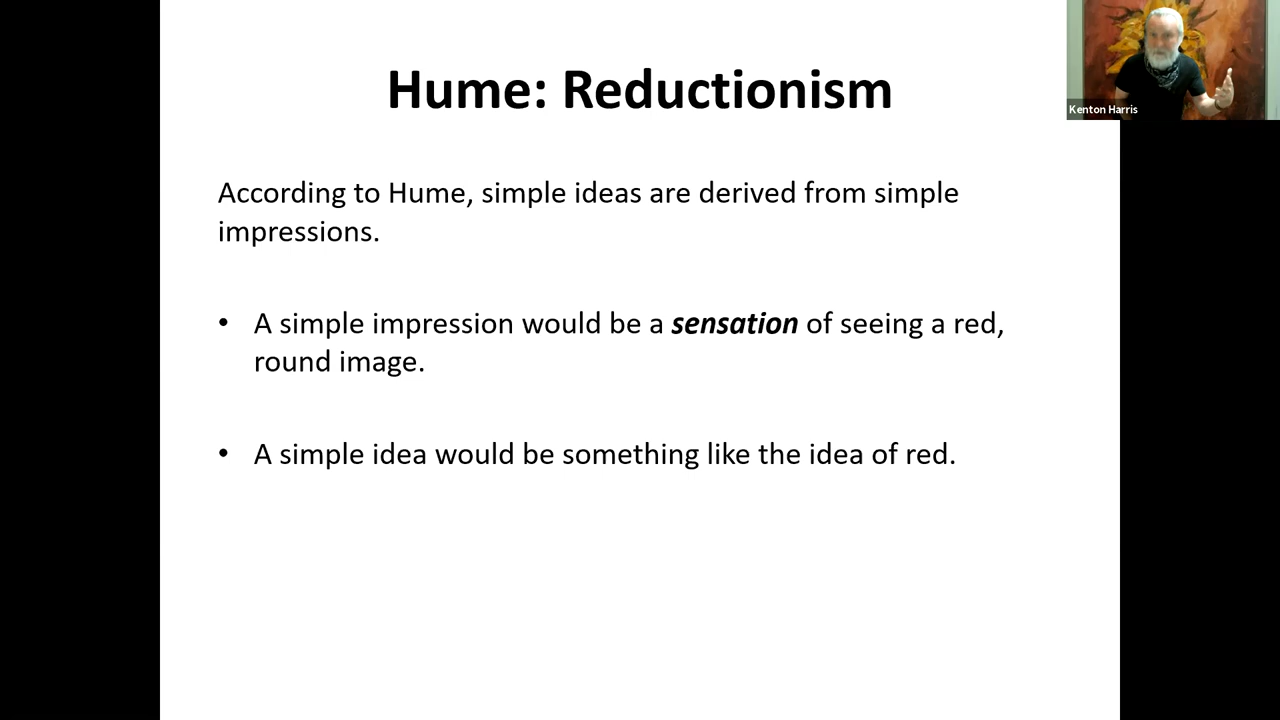 Hume: Reductionism
Kenton Harris
According to Hume, simple ideas are derived from simple
impressions.
• A simple impression would be a sensation of seeing a red,
round image.
• A simple idea would be something like the idea of red.